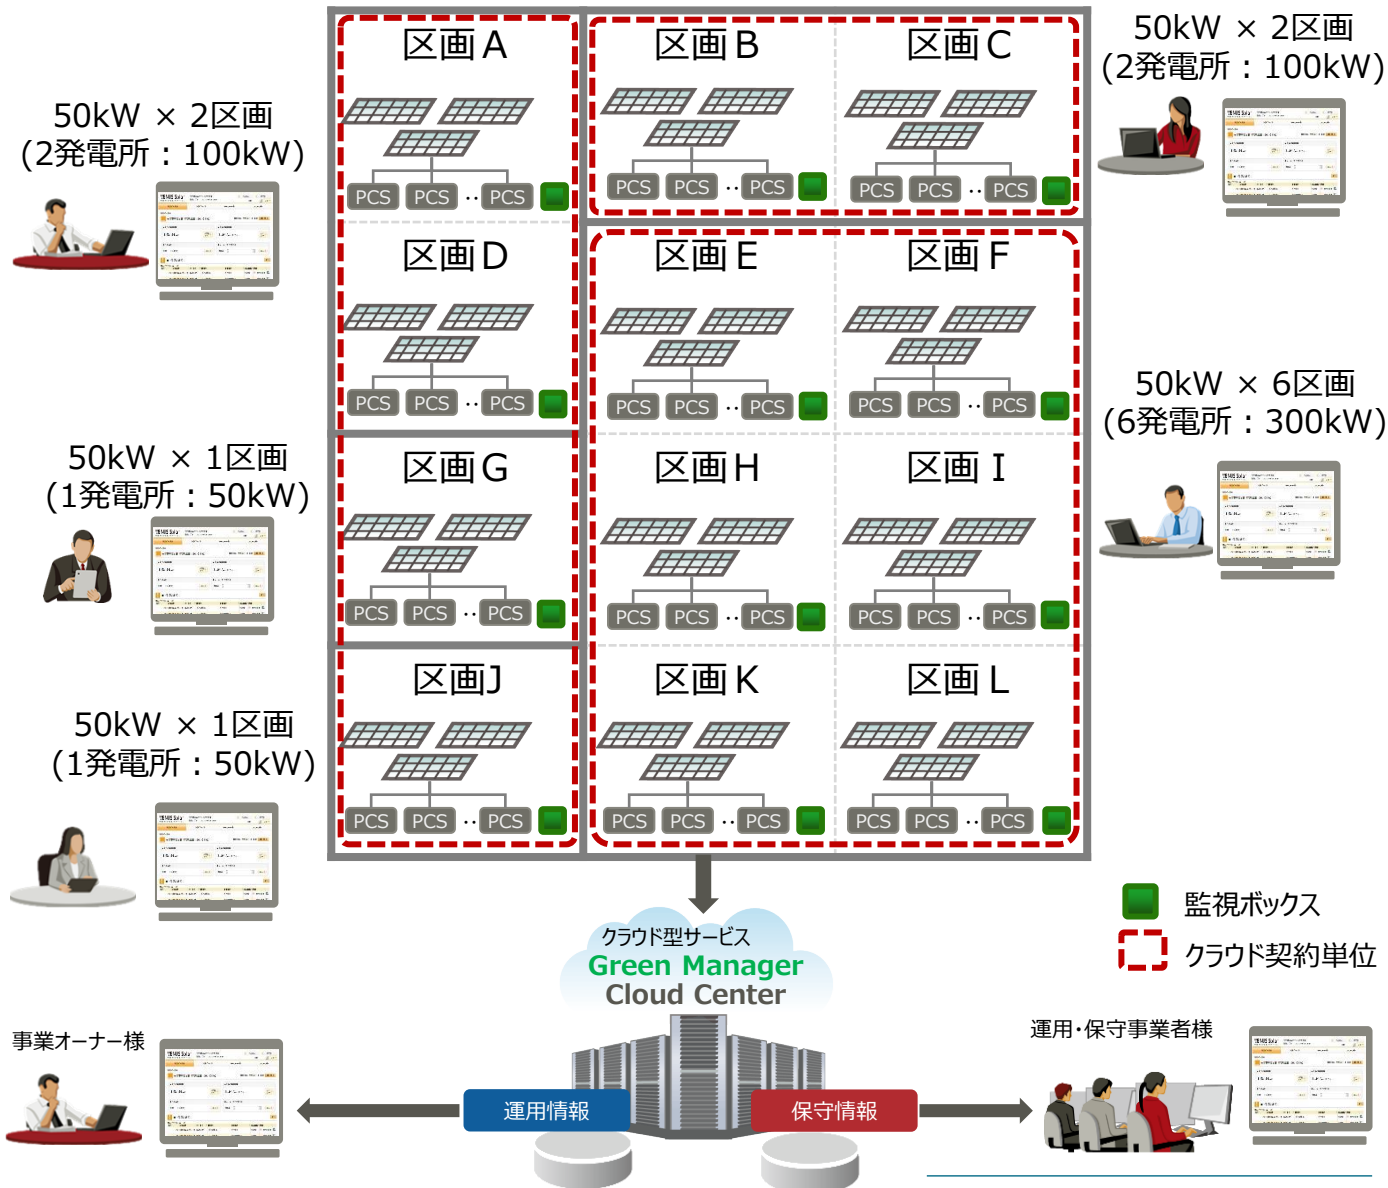 50kW × 2区画
(2発電所：100kW)
50kW × 1区画
(1発電所：50kW)
50kW × 1区画
(1発電所：50kW)
区画A
PCS PCS ‥ PCS
区画B
PCS PCS ‥ PCS
区画C
PCS PCS ‥ PCS
区画D
PCS PCS ‥ PCS
区画E
PCS PCS ‥ PCS
区画F
PCS PCS ‥ PCS
区画G
PCS PCS ‥ PCS
区画H
PCS PCS ‥ PCS
区画I
PCS PCS ‥ PCS
区画J
PCS PCS ‥ PCS
区画K
PCS PCS ‥ PCS
区画L
PCS PCS ‥ PCS
50kW × 2区画
(2発電所：100kW)
50kW × 6区画
(6発電所：300kW)
監視ボックス
クラウド契約単位
クラウド型サービス
Green Manager
Cloud Center
事業オーナー様
運用情報
保守情報
運用・保守事業者様